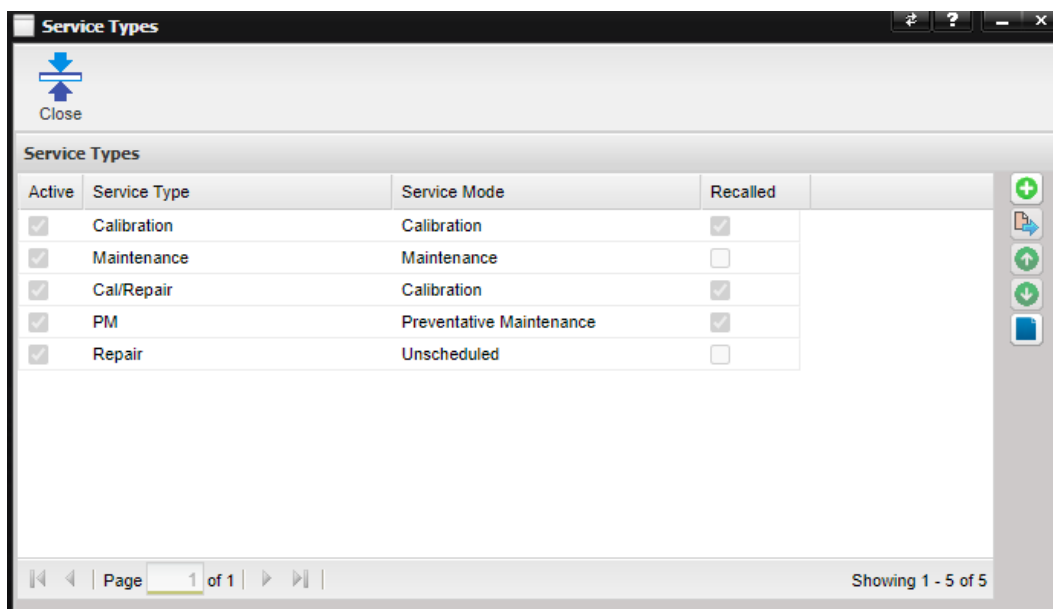 Service Types
?
Close
Service Types
Active Service Type Service Mode Recalled
Calibration Calibration
Maintenance Maintenance
Cal/Repair Calibration
PM Preventative Maintenance
Repair Unscheduled
Page 1 of 1 Showing 1 - 5 of 5